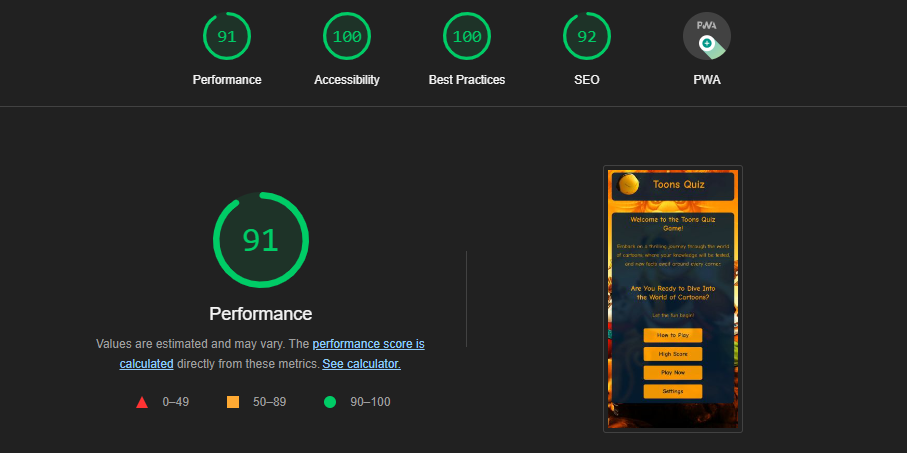 91
100
100
92
PWA
Performance
Accessibility
Best Practices
SEO
PWA
91
Performance
Values are estimated and may vary. The performance score is
calculated directly from these metrics. See calculator.
0–49
50–89
90–100
Toons Quiz
Welcome to the Toons Quiz
Game!
Embark on a thrilling journey through the world
of cartoons, where your knowledge will be tested,
and new facts await around every corner.
Are You Ready to Dive Into
the World of Cartoons?
Let the fun begin!
How to Play
High Score
Play Now
Settings